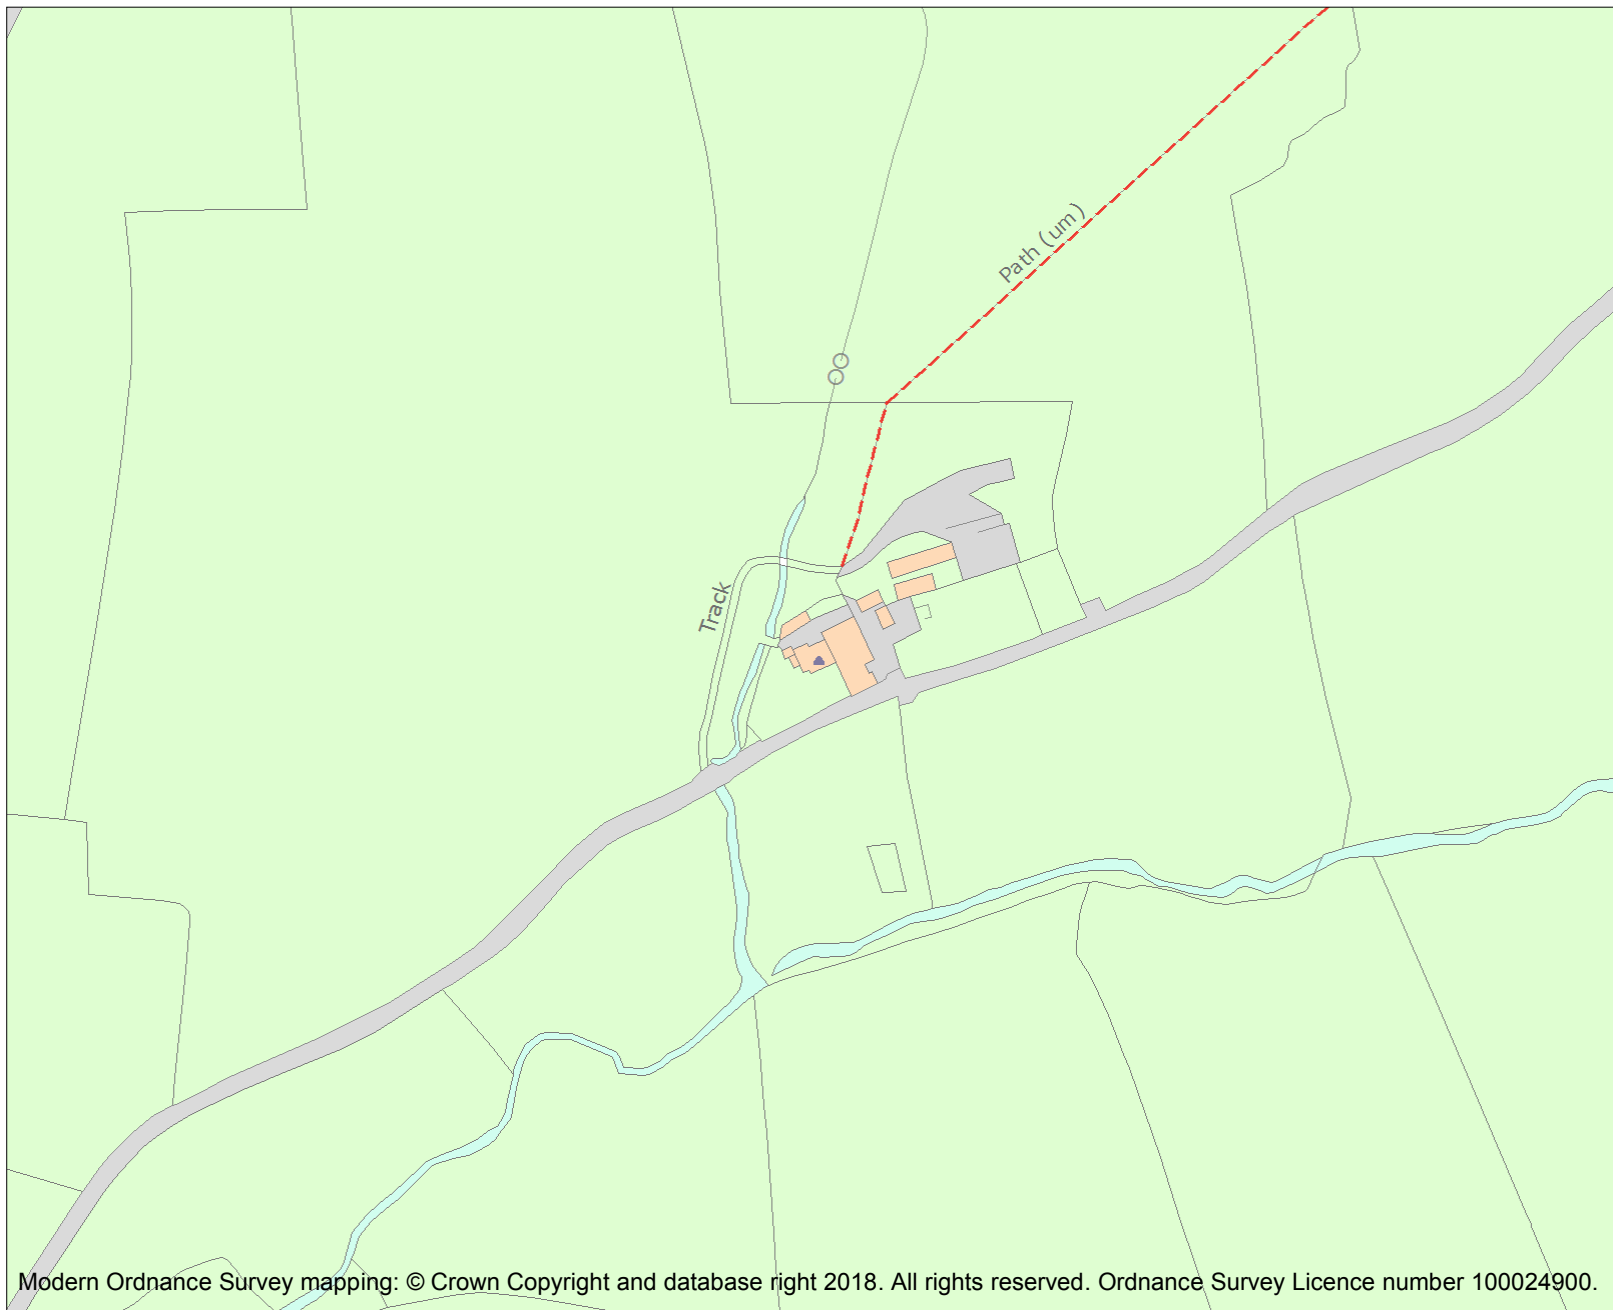 Path (um)
Track
Modern Ordnance Survey mapping: © Crown Copyright and database right 2018. All rights reserved. Ordnance Survey Licence number 100024900.